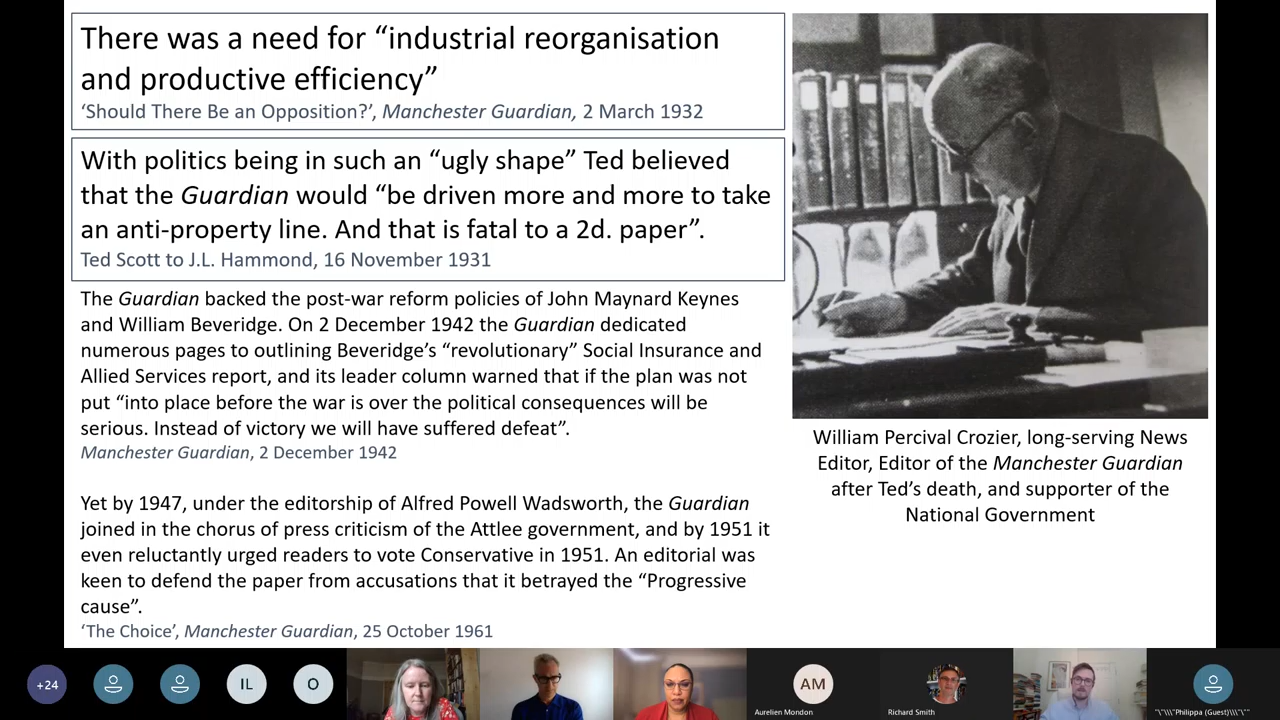 There was a need for “industrial reorganisation
and productive efficiency”
‘Should There Be an Opposition?’, Manchester Guardian, 2 March 1932
With politics being in such an “ugly shape” Ted believed
that the Guardian would “be driven more and more to take
an anti-property line. And that is fatal to a 2d. paper”.
Ted Scott to J.L. Hammond, 16 November 1931
The Guardian backed the post-war reform policies of John Maynard Keynes
and William Beveridge. On 2 December 1942 the Guardian dedicated
numerous pages to outlining Beveridge’s “revolutionary” Social Insurance and
Allied Services report, and its leader column warned that if the plan was not
put “into place before the war is over the political consequences will be
serious. Instead of victory we will have suffered defeat”.
Manchester Guardian, 2 December 1942
Yet by 1947, under the editorship of Alfred Powell Wadsworth, the Guardian
joined in the chorus of press criticism of the Attlee government, and by 1951 it
even reluctantly urged readers to vote Conservative in 1951. An editorial was
keen to defend the paper from accusations that it betrayed the “Progressive
cause”.
‘The Choice’, Manchester Guardian, 25 October 1961
William Percival Crozier, long-serving News
Editor, Editor of the Manchester Guardian
after Ted’s death, and supporter of the
National Government
+24
IL
O
AM
Aurelien Mondon
Richard Smith
"\"\\\"Philippa (Guest)\\\"\""